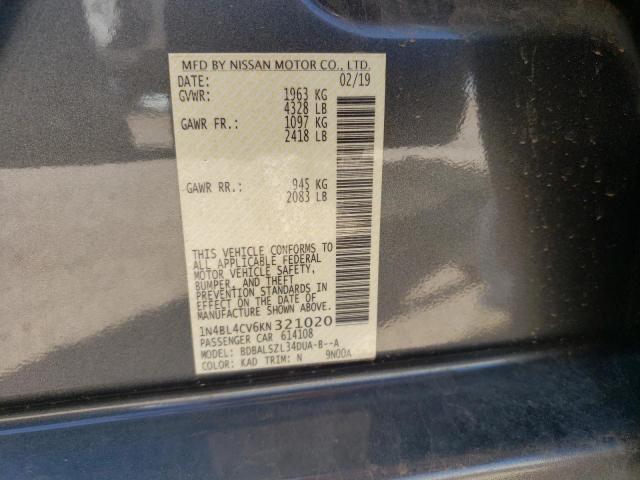 MFD BY NISSAN MOTOR CO., LTD.
DATE: 02/19
GVWR: 1963 KG
4328 LB
GAWR FR.: 1097 KG
2418 LB
GAWR RR.: 945 KG
2083 LB
THIS VEHICLE CONFORMS TO
ALL APPLICABLE FEDERAL
MOTOR VEHICLE SAFETY,
BUMPER, AND THEFT
PREVENTION STANDARDS IN
EFFECT ON THE DATE OF
MANUFACTURE SHOWN ABOVE.
1N4BL4CV6KN321020
PASSENGER CAR 614108
MODEL: BDBALSZL34DUA-B--A
COLOR: KAD TRIM: N 9N00A